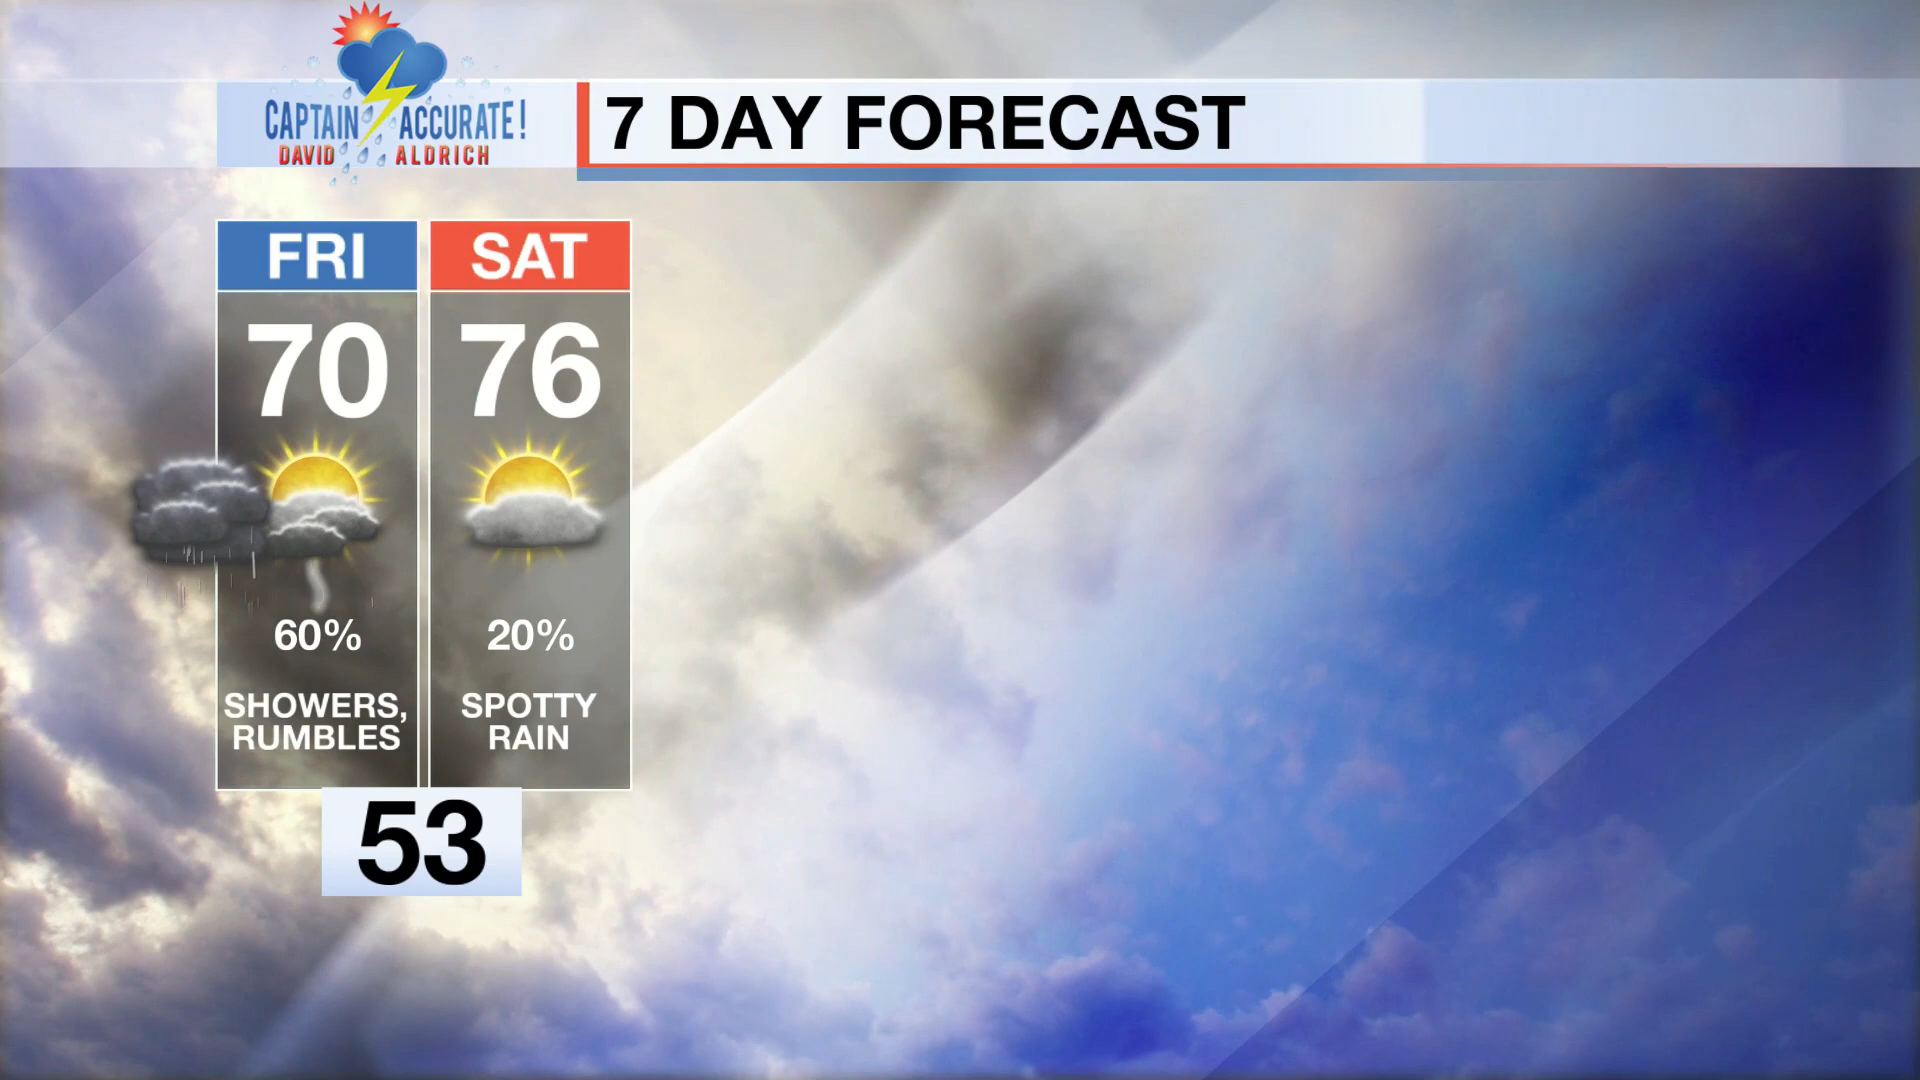 CAPTAIN ACCURATE!
DAVID ALDRICH
7 DAY FORECAST
FRI
70
60%
SHOWERS,
RUMBLES
SAT
76
20%
SPOTTY
RAIN
53